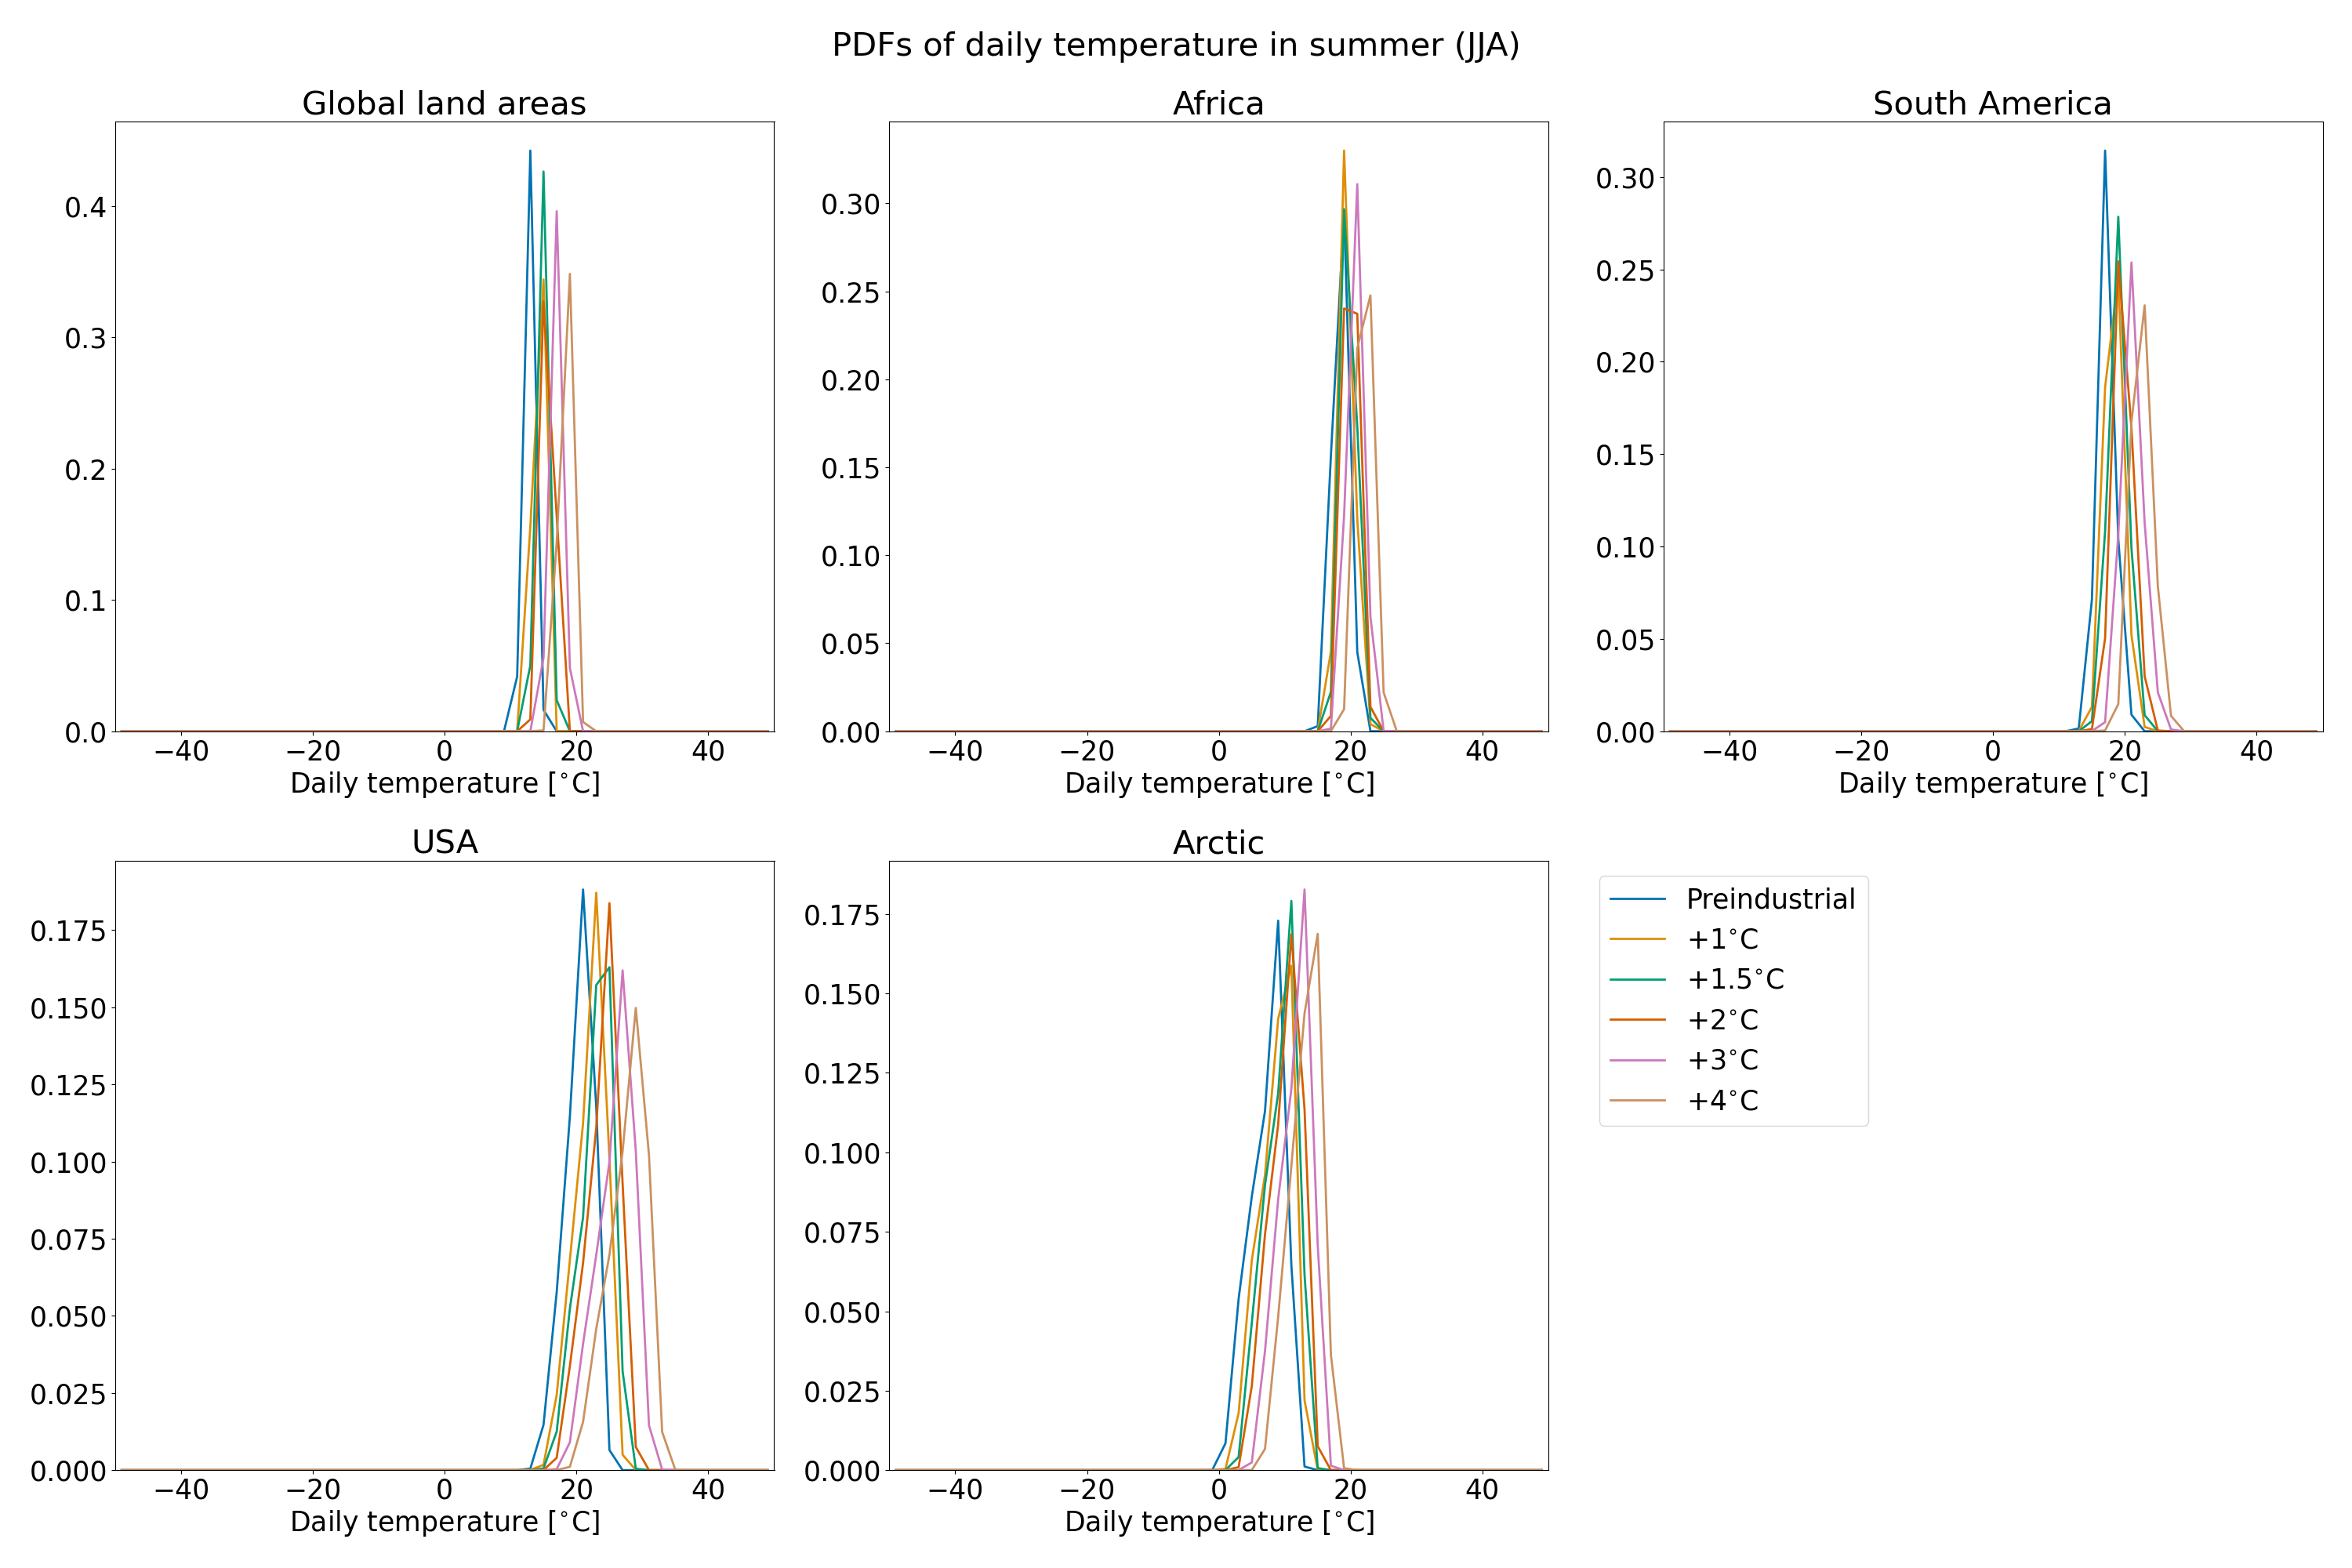 PDFs of daily temperature in summer (JJA)
Global land areas
0.4
0.3
0.2
0.1
0.0
−40 −20 0 20 40
Daily temperature [°C]
Africa
0.30
0.25
0.20
0.15
0.10
0.05
0.00
−40 −20 0 20 40
Daily temperature [°C]
South America
0.30
0.25
0.20
0.15
0.10
0.05
0.00
−40 −20 0 20 40
Daily temperature [°C]
USA
0.175
0.150
0.125
0.100
0.075
0.050
0.025
0.000
−40 −20 0 20 40
Daily temperature [°C]
Arctic
0.175
0.150
0.125
0.100
0.075
0.050
0.025
0.000
−40 −20 0 20 40
Daily temperature [°C]
Preindustrial
+1°C
+1.5°C
+2°C
+3°C
+4°C